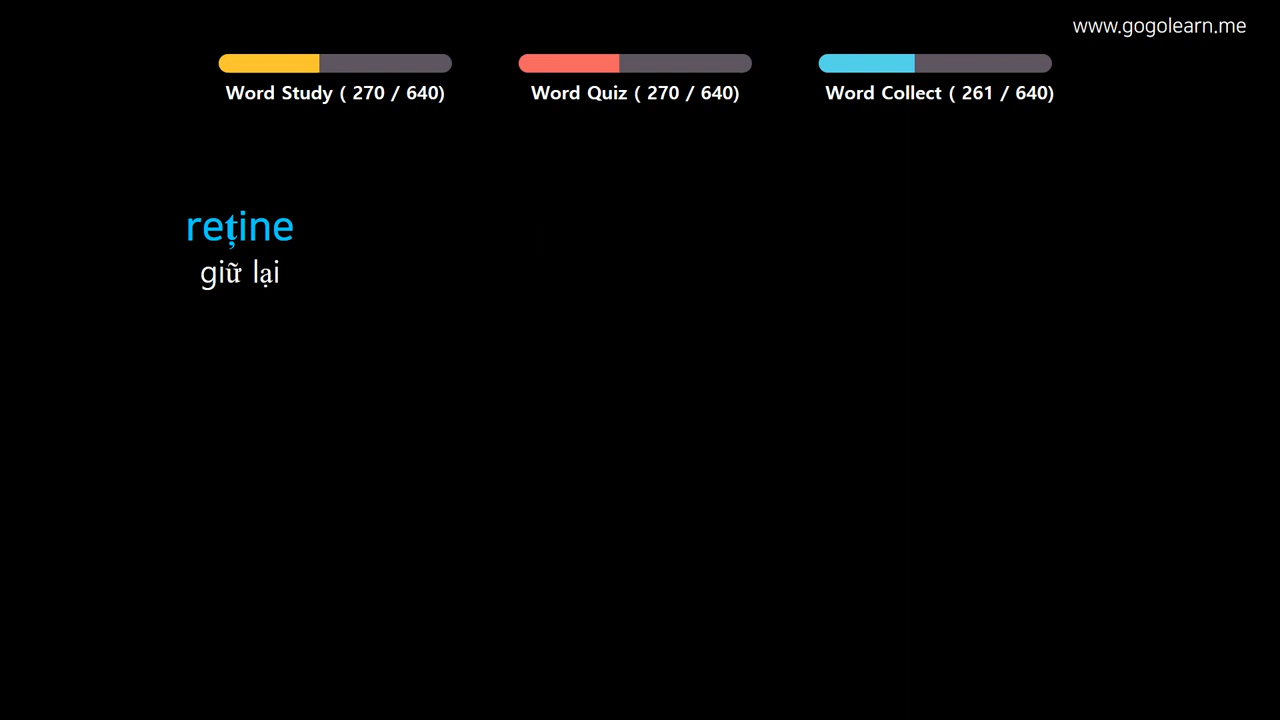 www.gogolearn.me
Word Study ( 270 / 640)
Word Quiz ( 270 / 640)
Word Collect ( 261 / 640)
reține
giữ lại